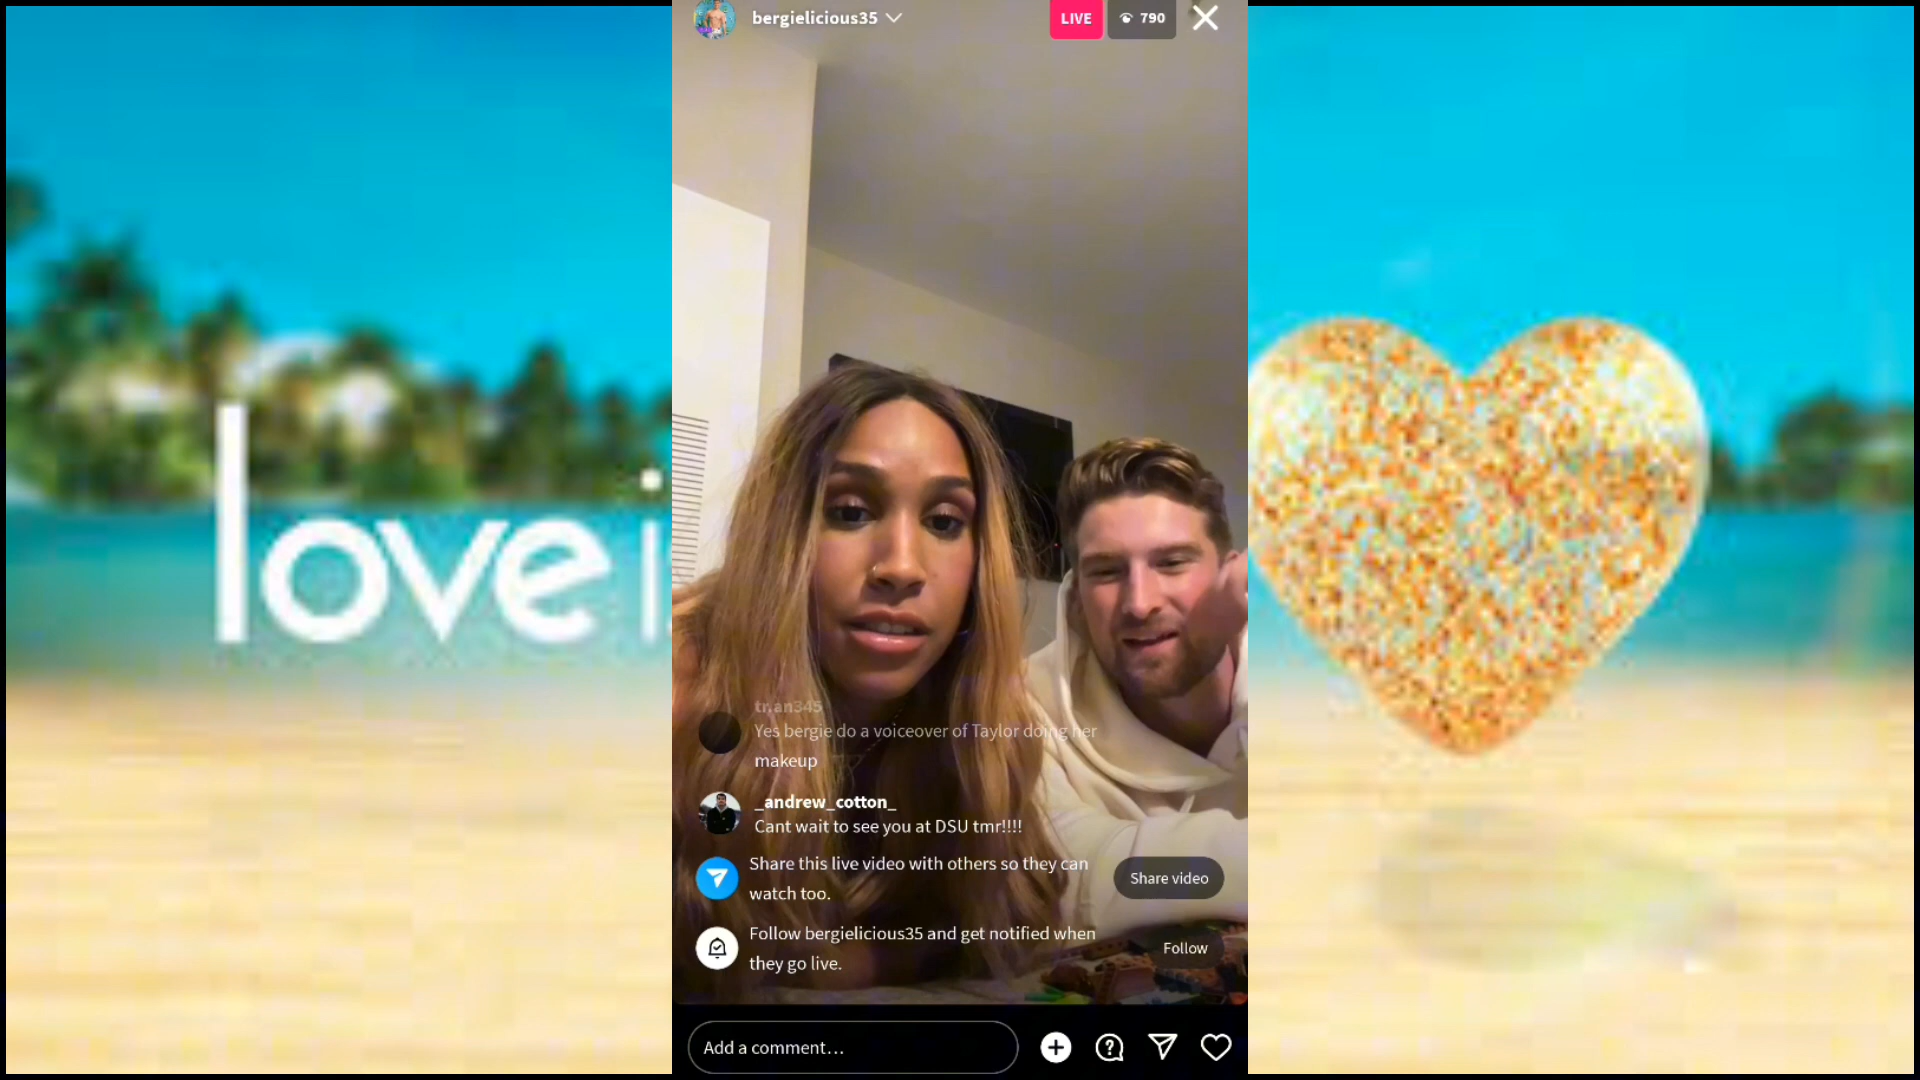 bergielicious35
LIVE
790
love i
tr.an345
Yes bergie do a voiceover of Taylor doing her
makeup
_andrew_cotton_
Cant wait to see you at DSU tmr!!!!
Share this live video with others so they can
watch too.
Share video
Follow bergielicious35 and get notified when
they go live.
Follow
Add a comment...